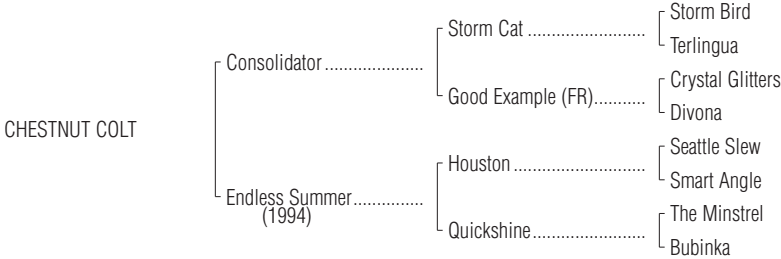 Storm Bird
Storm Cat ........................
Terlingua
Consolidator ....................
Crystal Glitters
Good Example (FR)...........
Divona
CHESTNUT COLT
Seattle Slew
Houston ...........................
Smart Angle
Endless Summer..............
(1994)
The Minstrel
Quickshine.......................
Bubinka